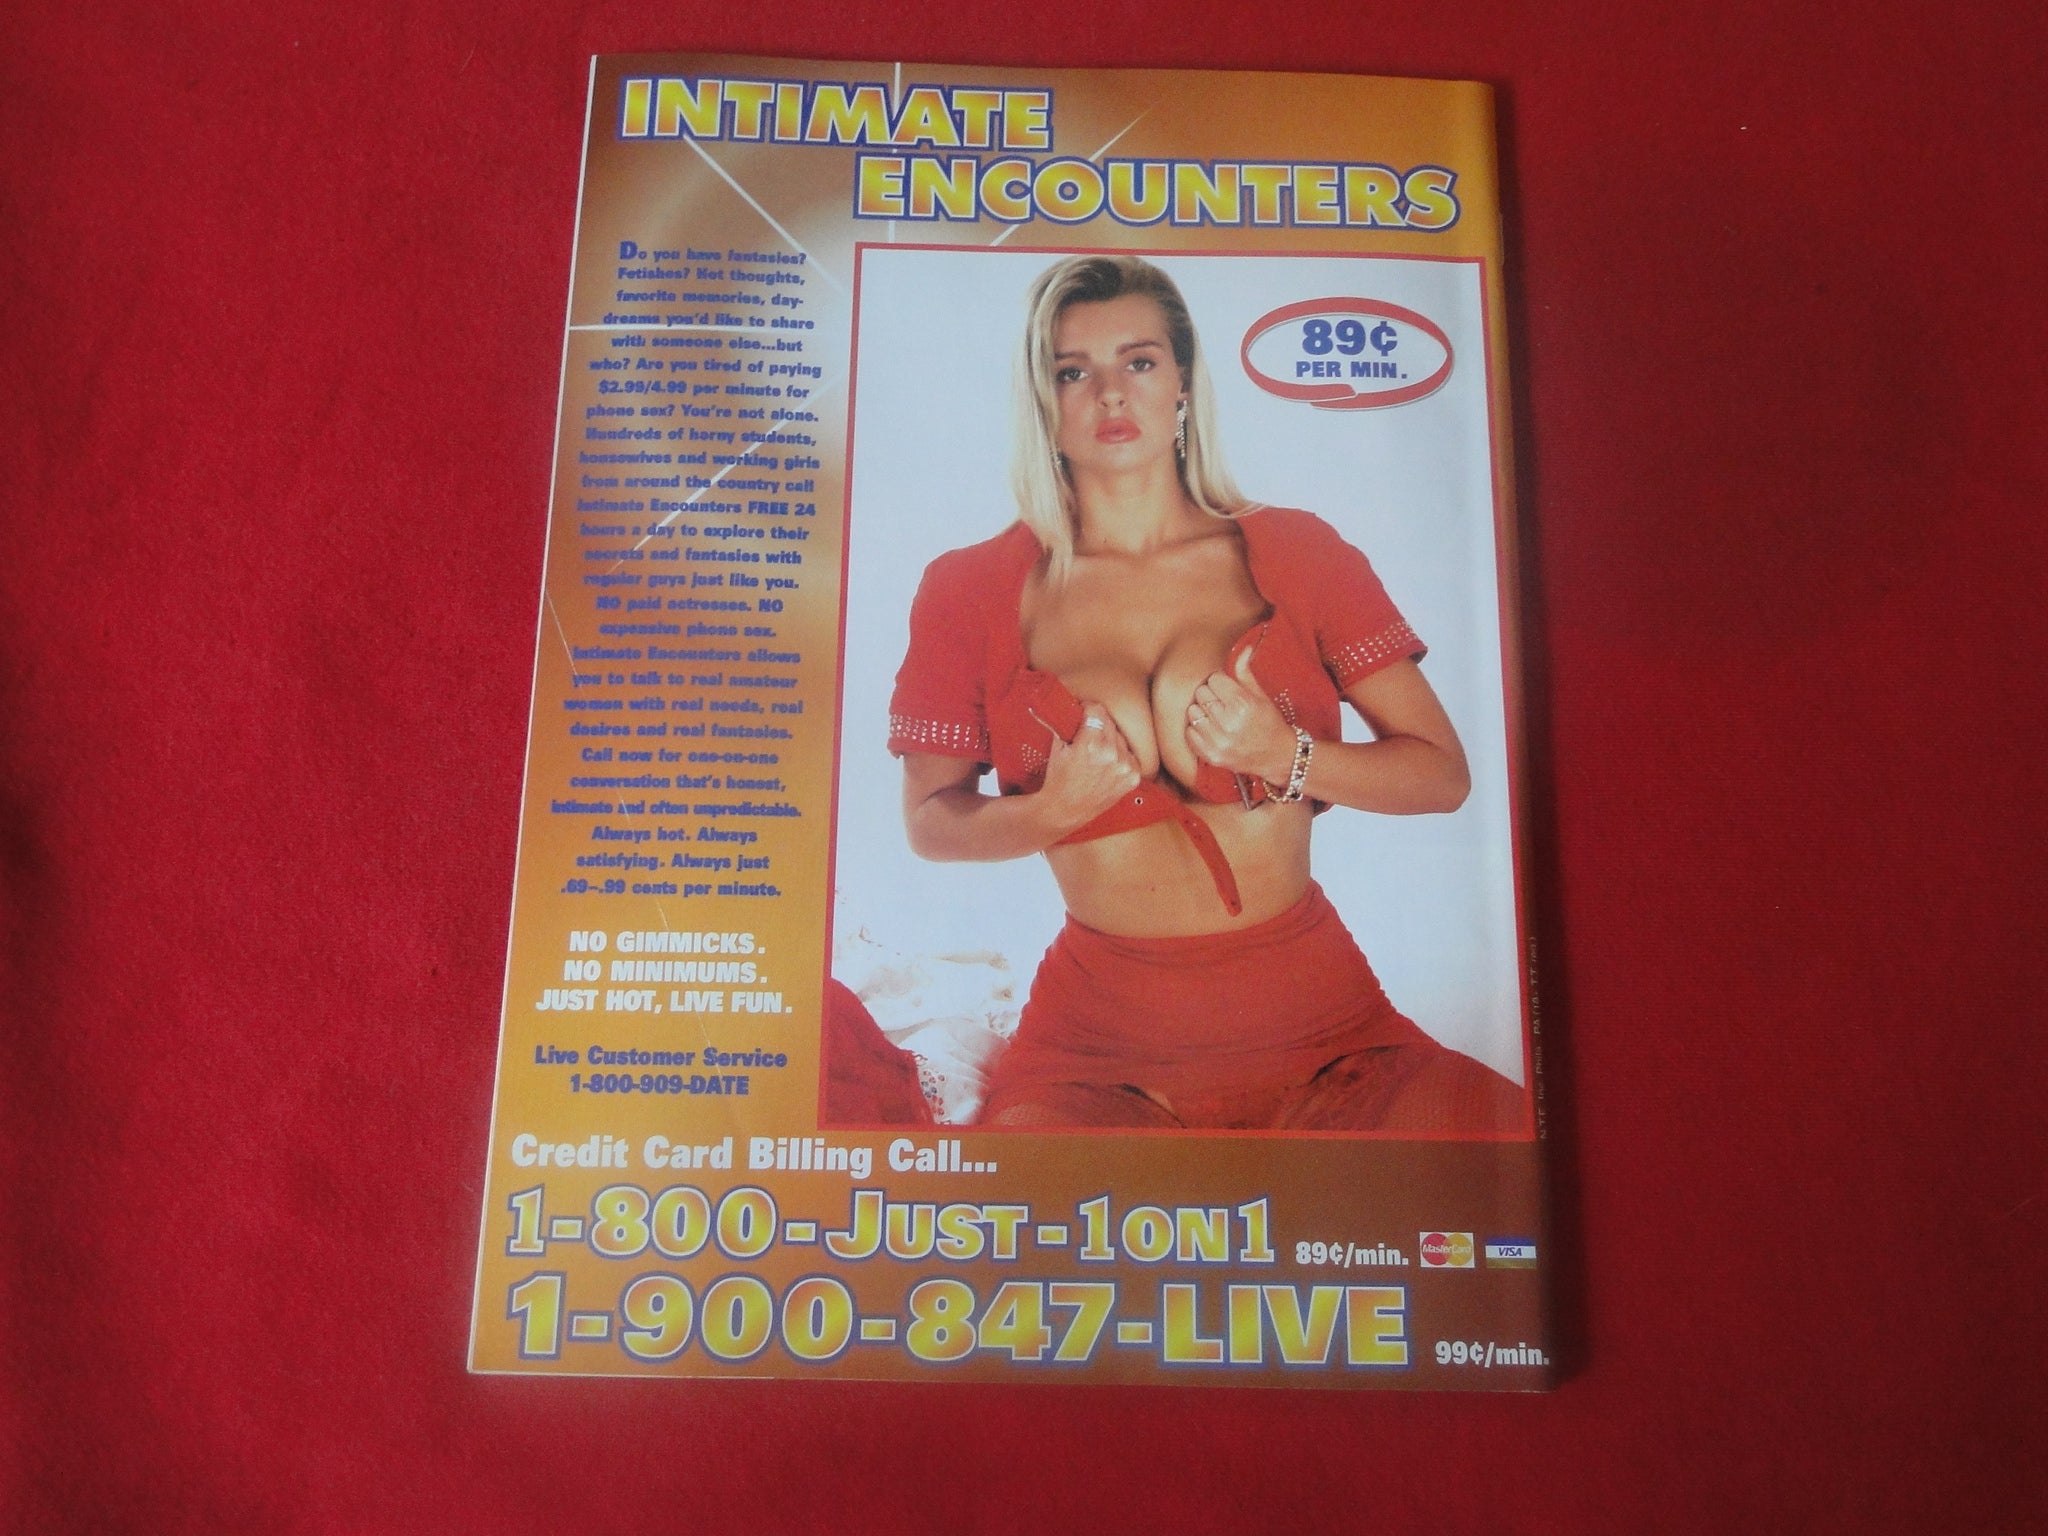 INTIMATE
ENCOUNTERS
Do you have fantasies?
Fetishes? Hot thoughts,
favorite memories, day-
dreams you'd like to share
with someone else...but
who? Are you tired of paying
$2.99/4.99 per minute for
phone sex? You're not alone.
Hundreds of horny students,
housewives and working girls
from around the country call
Intimate Encounters FREE 24
hours a day to explore their
secrets and fantasies with
regular guys just like you.
NO paid actresses. NO
expensive phone sex.
Intimate Encounters allows
you to talk to real amateur
women with real needs, real
desires and real fantasies.
Call now for one-on-one
conversation that's honest,
intimate and often unpredictable.
Always hot. Always
satisfying. Always just
.69–.99 cents per minute.
NO GIMMICKS.
NO MINIMUMS.
JUST HOT, LIVE FUN.
Live Customer Service
1-800-909-DATE
89¢
PER MIN.
Credit Card Billing Call...
1-800-JUST-1ON1 89¢/min. MasterCard VISA
1-900-847-LIVE 99¢/min.